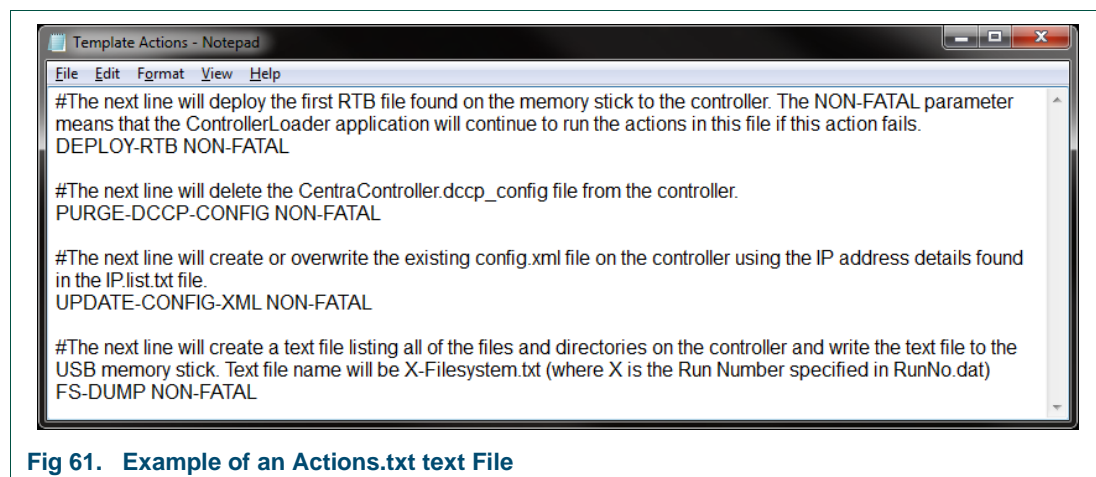 Template Actions - Notepad
File Edit Format View Help
#The next line will deploy the first RTB file found on the memory stick to the controller. The NON-FATAL parameter
means that the ControllerLoader application will continue to run the actions in this file if this action fails.
DEPLOY-RTB NON-FATAL
#The next line will delete the CentraController.dccp_config file from the controller.
PURGE-DCCP-CONFIG NON-FATAL
#The next line will create or overwrite the existing config.xml file on the controller using the IP address details found
in the IP.list.txt file.
UPDATE-CONFIG-XML NON-FATAL
#The next line will create a text file listing all of the files and directories on the controller and write the text file to the
USB memory stick. Text file name will be X-Filesystem.txt (where X is the Run Number specified in RunNo.dat)
FS-DUMP NON-FATAL
Fig 61. Example of an Actions.txt text File